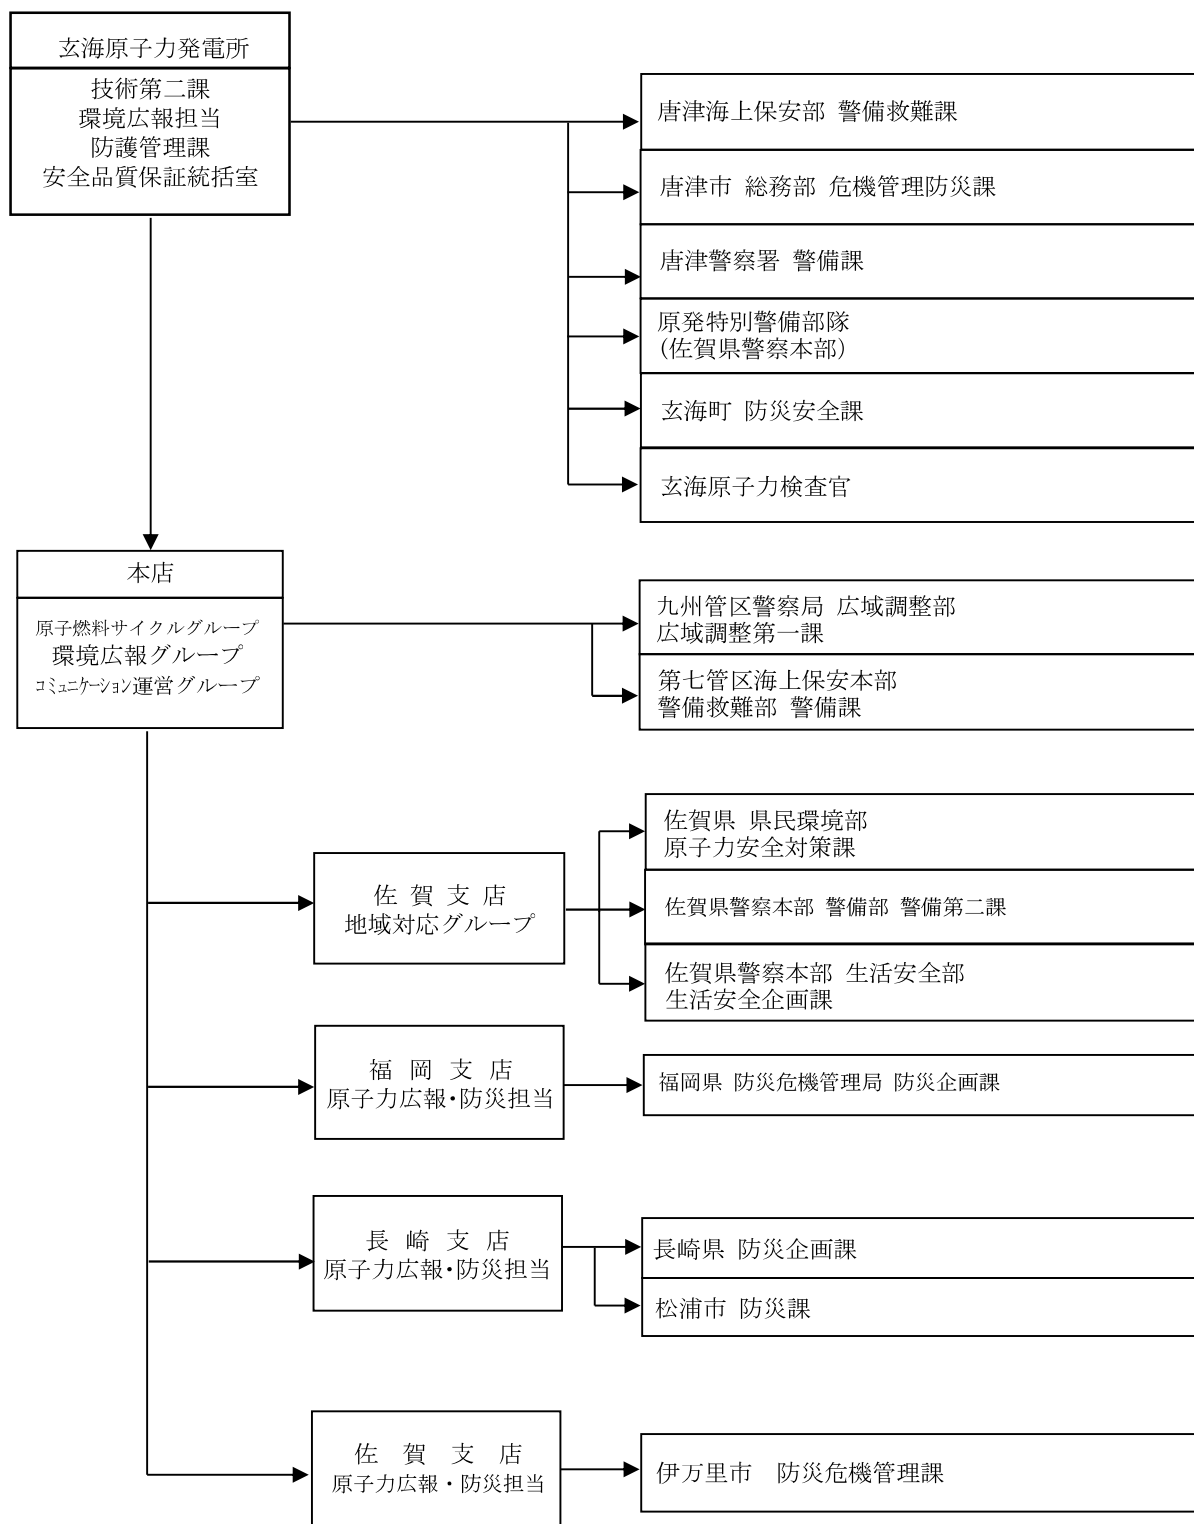 玄海原子力発電所
技術第二課
環境広報担当
防護管理課
安全品質保証統括室
唐津海上保安部 警備救難課
唐津市 総務部 危機管理防災課
唐津警察署 警備課
原発特別警備部隊
(佐賀県警察本部)
玄海町 防災安全課
玄海原子力検査官
本店
原子燃料サイクルグループ
環境広報グループ
コミュニケーション運営グループ
九州管区警察局 広域調整部
広域調整第一課
第七管区海上保安本部
警備救難部 警備課
佐賀支店
地域対応グループ
佐賀県 県民環境部
原子力安全対策課
佐賀県警察本部 警備部 警備第二課
佐賀県警察本部 生活安全部
生活安全企画課
福岡支店
原子力広報・防災担当
福岡県 防災危機管理局 防災企画課
長崎支店
原子力広報・防災担当
長崎県 防災企画課
松浦市 防災課
佐賀支店
原子力広報・防災担当
伊万里市 防災危機管理課